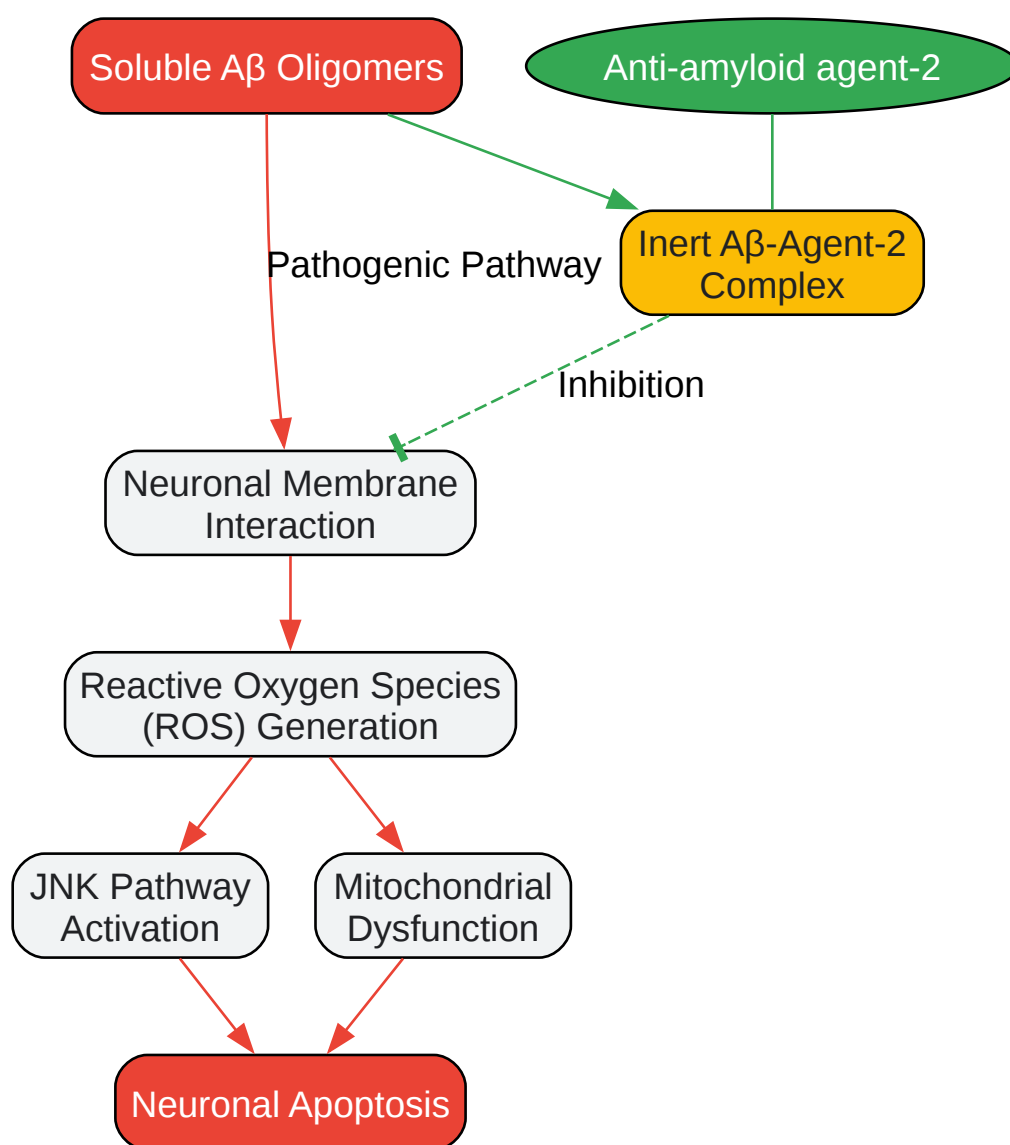 Soluble Aβ Oligomers
Anti-amyloid agent-2
Inert Aβ-Agent-2
Complex
Pathogenic Pathway
Inhibition
Neuronal Membrane
Interaction
Reactive Oxygen Species
(ROS) Generation
JNK Pathway
Activation
Mitochondrial
Dysfunction
Neuronal Apoptosis